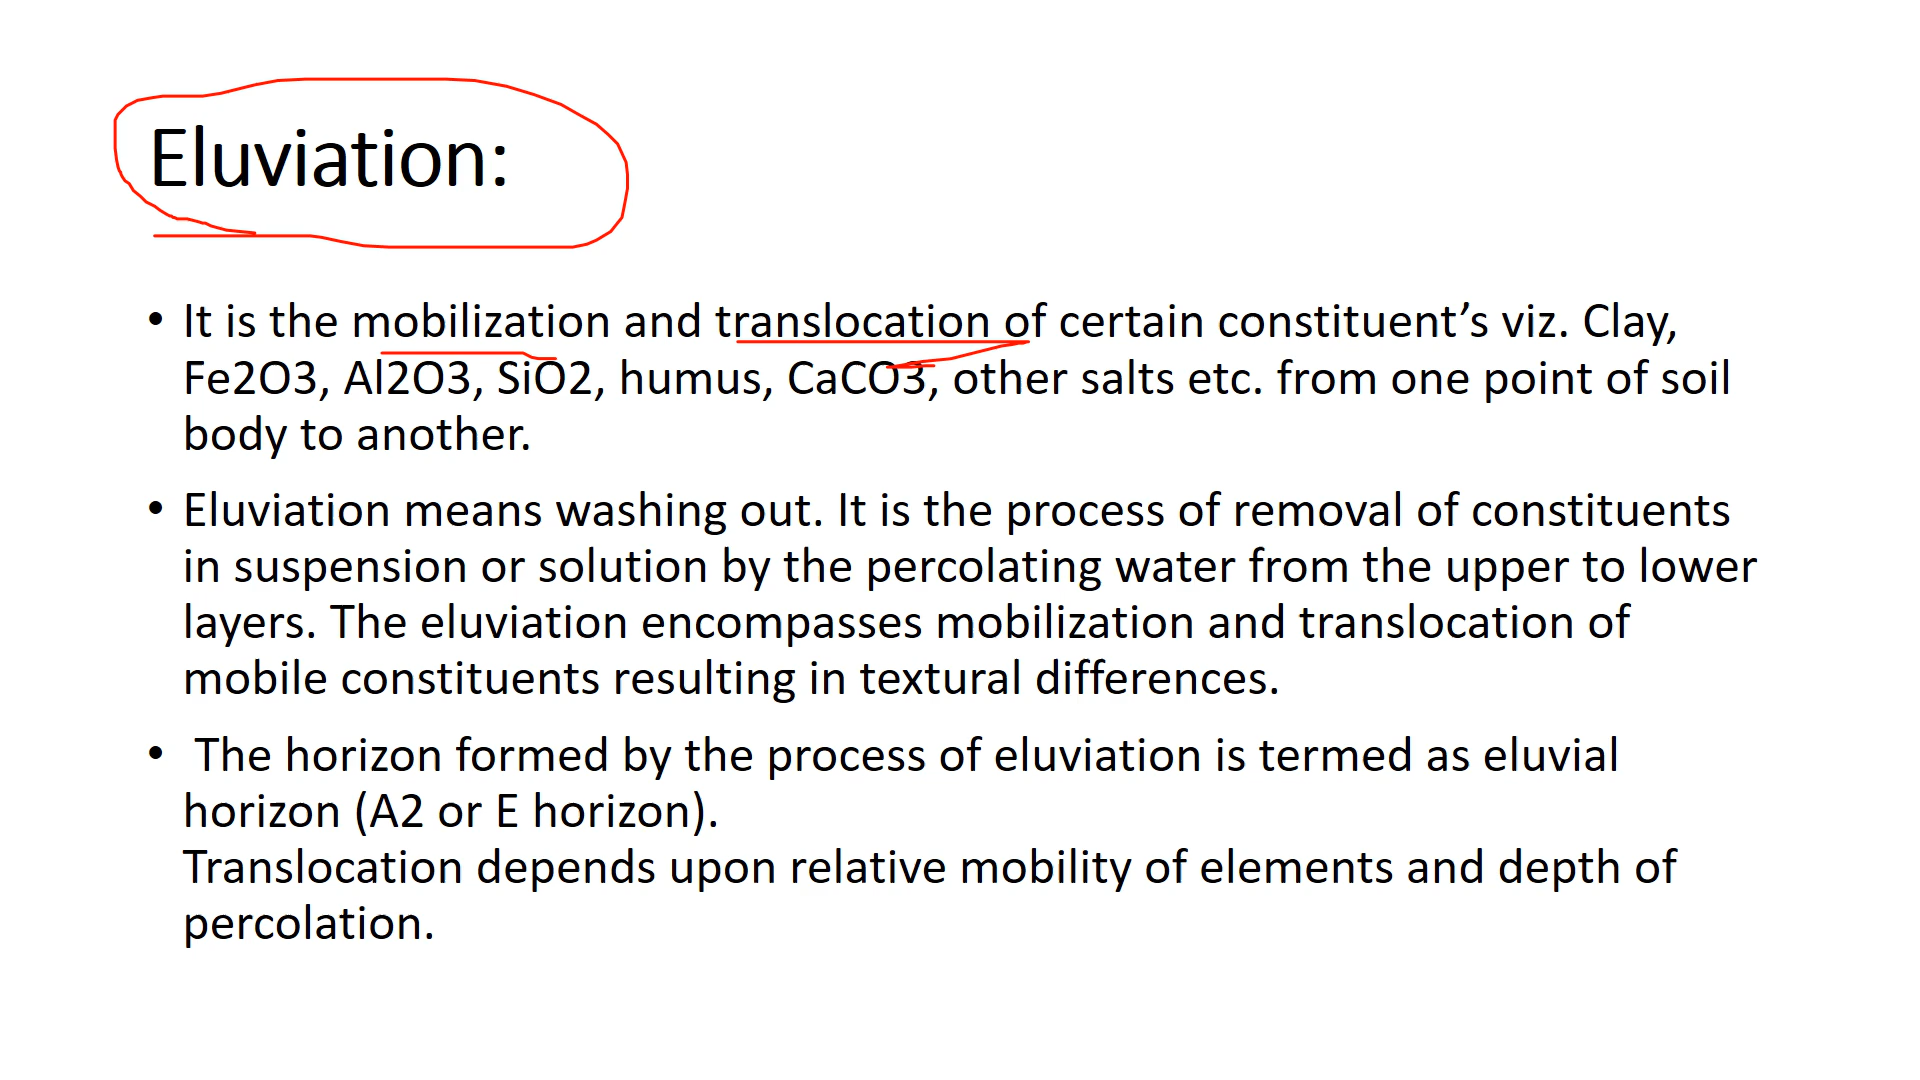 Eluviation:
• It is the mobilization and translocation of certain constituent’s viz. Clay,
Fe2O3, Al2O3, SiO2, humus, CaCO3, other salts etc. from one point of soil
body to another.
• Eluviation means washing out. It is the process of removal of constituents
in suspension or solution by the percolating water from the upper to lower
layers. The eluviation encompasses mobilization and translocation of
mobile constituents resulting in textural differences.
• The horizon formed by the process of eluviation is termed as eluvial
horizon (A2 or E horizon).
Translocation depends upon relative mobility of elements and depth of
percolation.